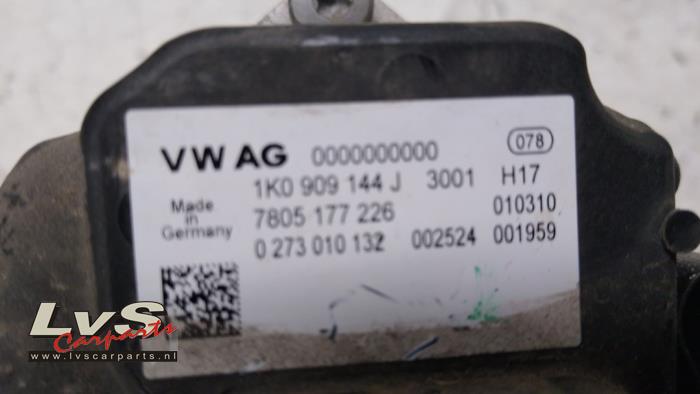 VW AG 0000000000 078
1K0 909 144 J 3001 H17
Made in Germany
7805 177 226 010310
0 273 010 132 002524 001959
LvS
Carparts
www.lvscarparts.nl